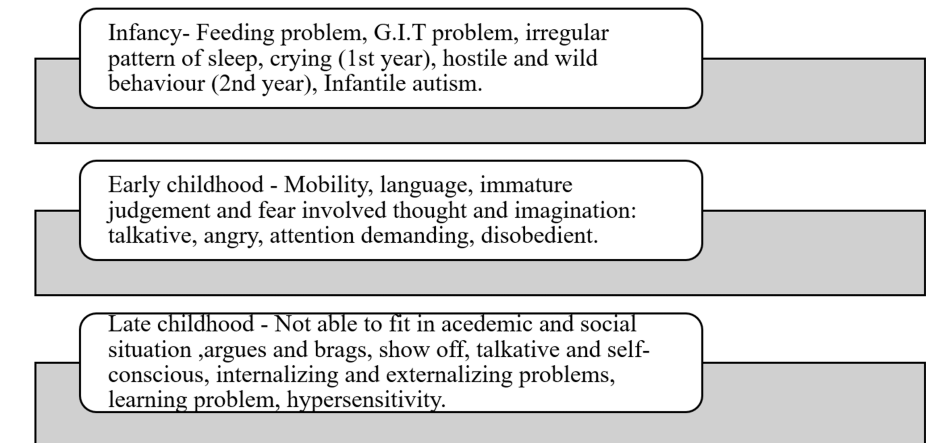 Infancy- Feeding problem, G.I.T problem, irregular
pattern of sleep, crying (1st year), hostile and wild
behaviour (2nd year), Infantile autism.
Early childhood - Mobility, language, immature
judgement and fear involved thought and imagination:
talkative, angry, attention demanding, disobedient.
Late childhood - Not able to fit in acedemic and social
situation ,argues and brags, show off, talkative and self-
conscious, internalizing and externalizing problems,
learning problem, hypersensitivity.